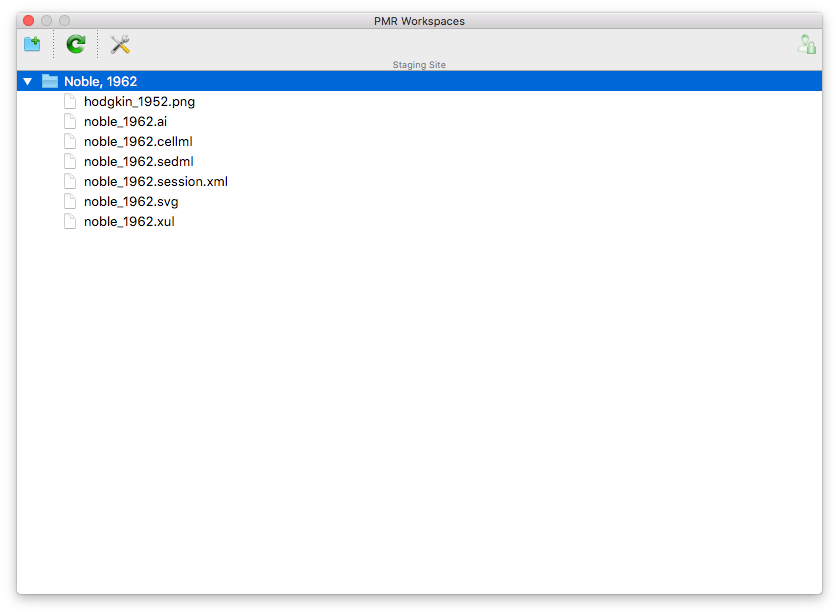 PMR Workspaces
Staging Site
Noble, 1962
hodgkin_1952.png
noble_1962.ai
noble_1962.cellml
noble_1962.sedml
noble_1962.session.xml
noble_1962.svg
noble_1962.xul